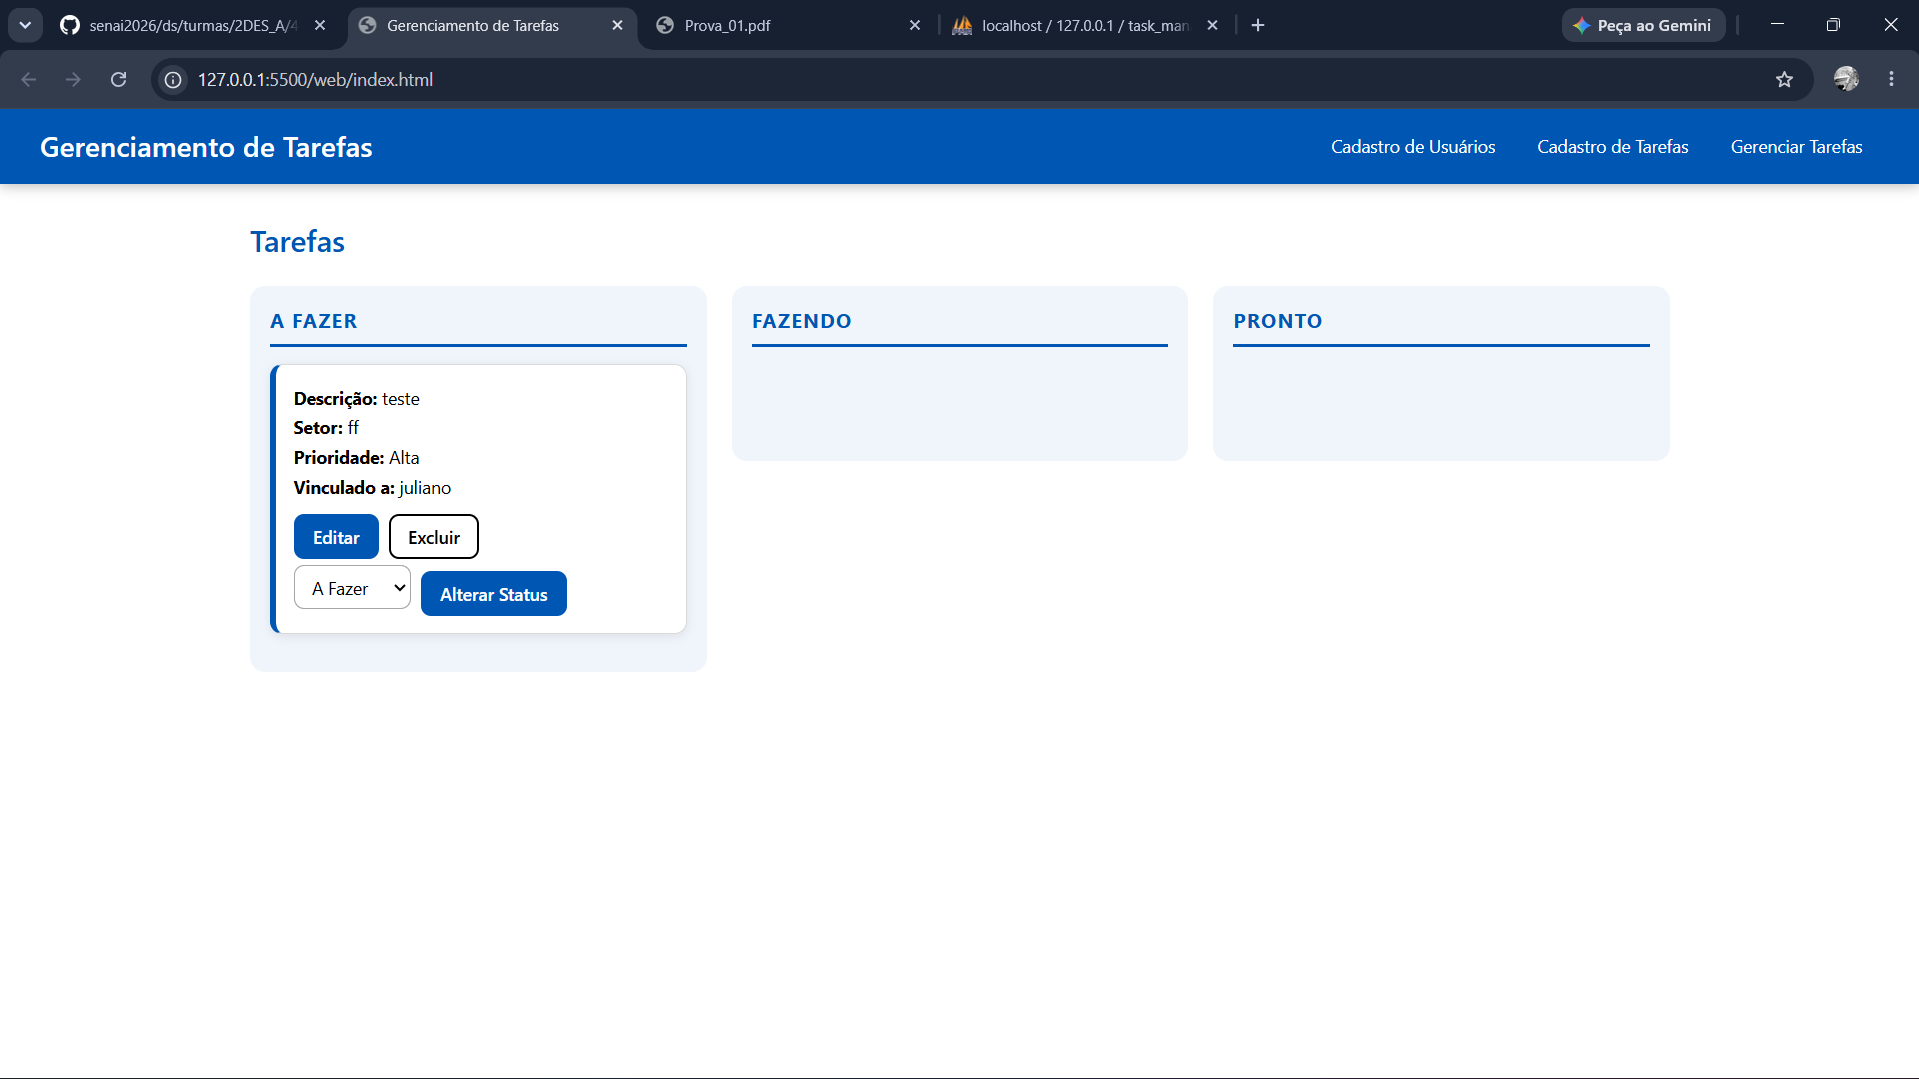 senai2026/ds/turmas/2DES_A/4
Gerenciamento de Tarefas
Prova_01.pdf
localhost / 127.0.0.1 / task_man
Peça ao Gemini
127.0.0.1:5500/web/index.html
Gerenciamento de Tarefas
Cadastro de Usuários
Cadastro de Tarefas
Gerenciar Tarefas
Tarefas
A FAZER
Descrição: teste
Setor: ff
Prioridade: Alta
Vinculado a: juliano
Editar
Excluir
A Fazer
Alterar Status
FAZENDO
PRONTO